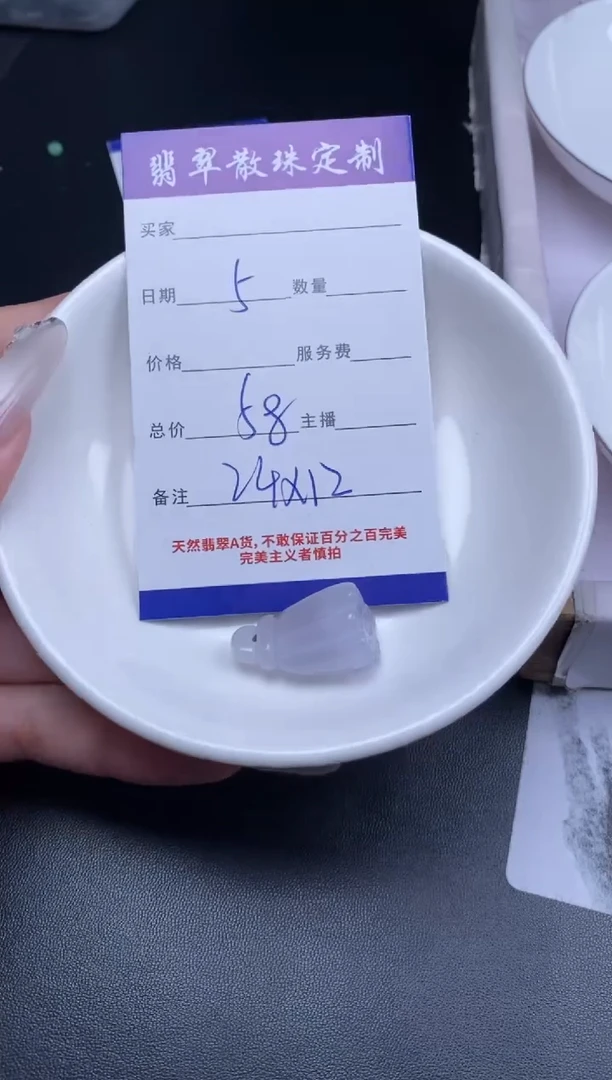 翡翠散珠定制
买家
日期 5 数量
价格 服务费
总价 58 主播
备注 24x12
天然翡翠A货,不敢保证百分之百完美
完美主义者慎拍